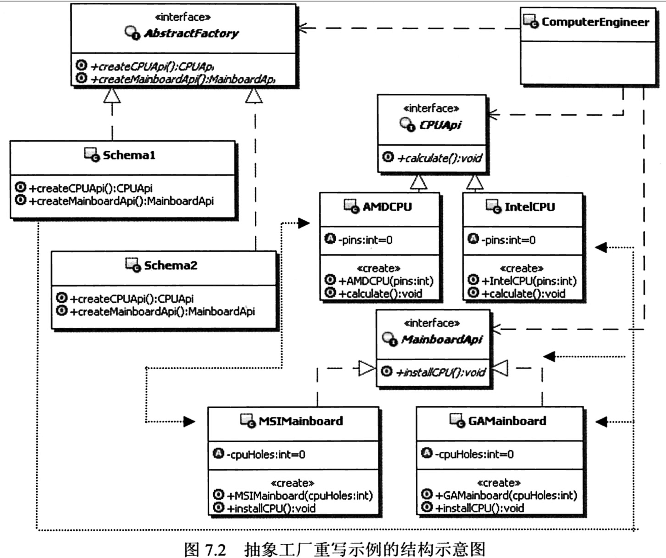 «interface»
AbstractFactory
+createCPUApi():CPUApi
+createMainboardApi():MainboardApi
ComputerEngineer
«interface»
CPUApi
+calculate():void
Schema1
+createCPUApi():CPUApi
+createMainboardApi():MainboardApi
AMDCPU
-pins:int=0
«create»
+AMDCPU(pins:int)
+calculate():void
IntelCPU
-pins:int=0
«create»
+IntelCPU(pins:int)
+calculate():void
Schema2
+createCPUApi():CPUApi
+createMainboardApi():MainboardApi
«interface»
MainboardApi
+installCPU():void
MSIMainboard
-cpuHoles:int=0
«create»
+MSIMainboard(cpuHoles:int)
+installCPU():void
GAMainboard
-cpuHoles:int=0
«create»
+GAMainboard(cpuHoles:int)
+installCPU():void
图 7.2 抽象工厂重写示例的结构示意图